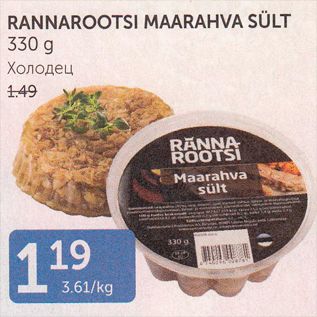 RANNAROOTSI MAARAHVA SÜLT
330 g
Холодец
1.49
RANNA
ROOTSI
Maarahva
sült
330 g
1 19
3.61/kg